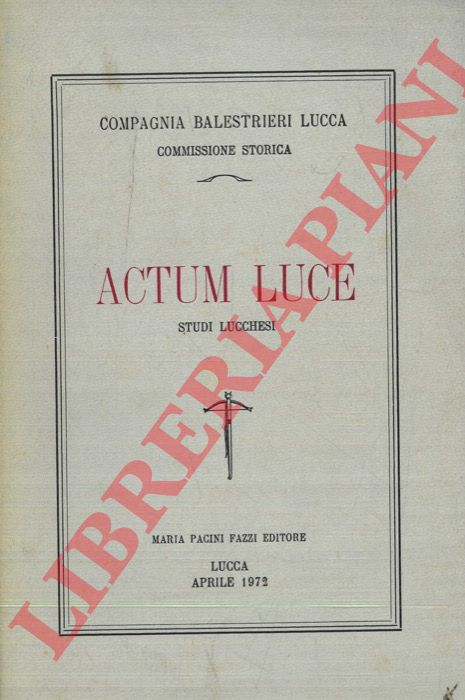 COMPAGNIA BALESTRIERI LUCCA
COMMISSIONE STORICA
ACTUM LUCE
STUDI LUCCHESI
MARIA PACINI FAZZI EDITORE
LUCCA
APRILE 1972
LIBRERIA PIANI